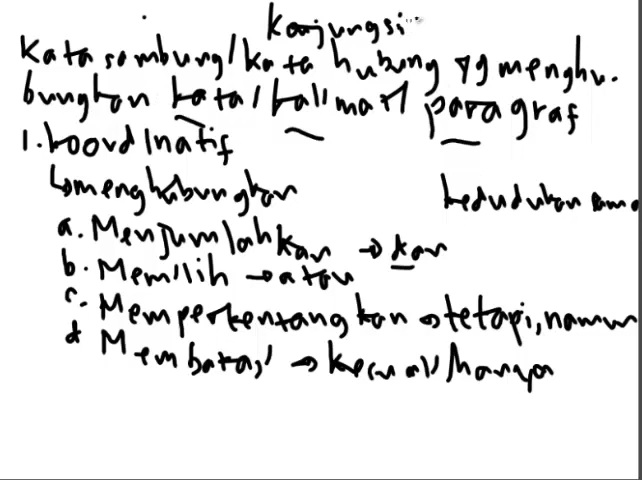 Konjungsi
Kata sambung/kata hubung yg menghu.
bungkan kata/kalimat/paragraf
1. Koordinatif
↳ menghubungkan kedudukan sama
a. Menjumlahkan → dan
b. Memilih → atau
c. Mempertentangkan → tetapi, namun
d Membatasi → kecuali/hanya